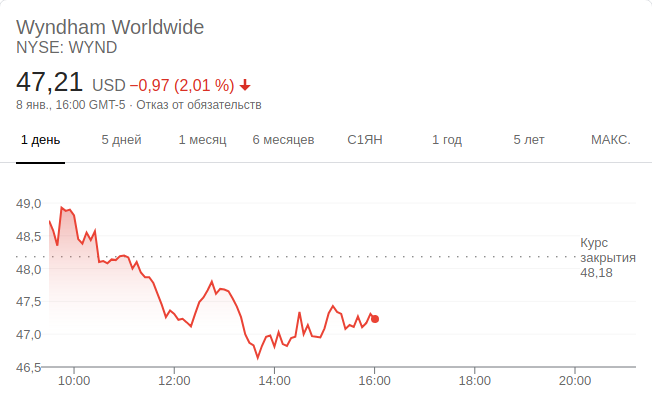 Wyndham Worldwide
NYSE: WYND
47,21 USD −0,97 (2,01 %)
8 янв., 16:00 GMT-5 · Отказ от обязательств
1 день 5 дней 1 месяц 6 месяцев С1ЯН 1 год 5 лет МАКС.
49,0
48,5
Курс
закрытия
48,18
48,0
47,5
47,0
46,5
10:00 12:00 14:00 16:00 18:00 20:00